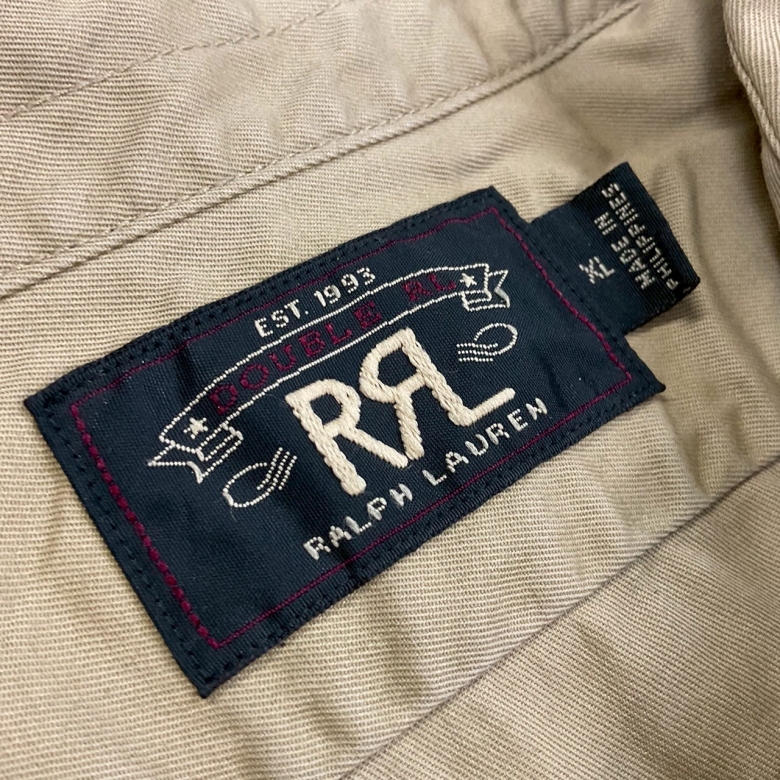 EST. 1993
DOUBLE RL
RRL
RALPH LAUREN
XL
MADE IN
PHILIPPINES